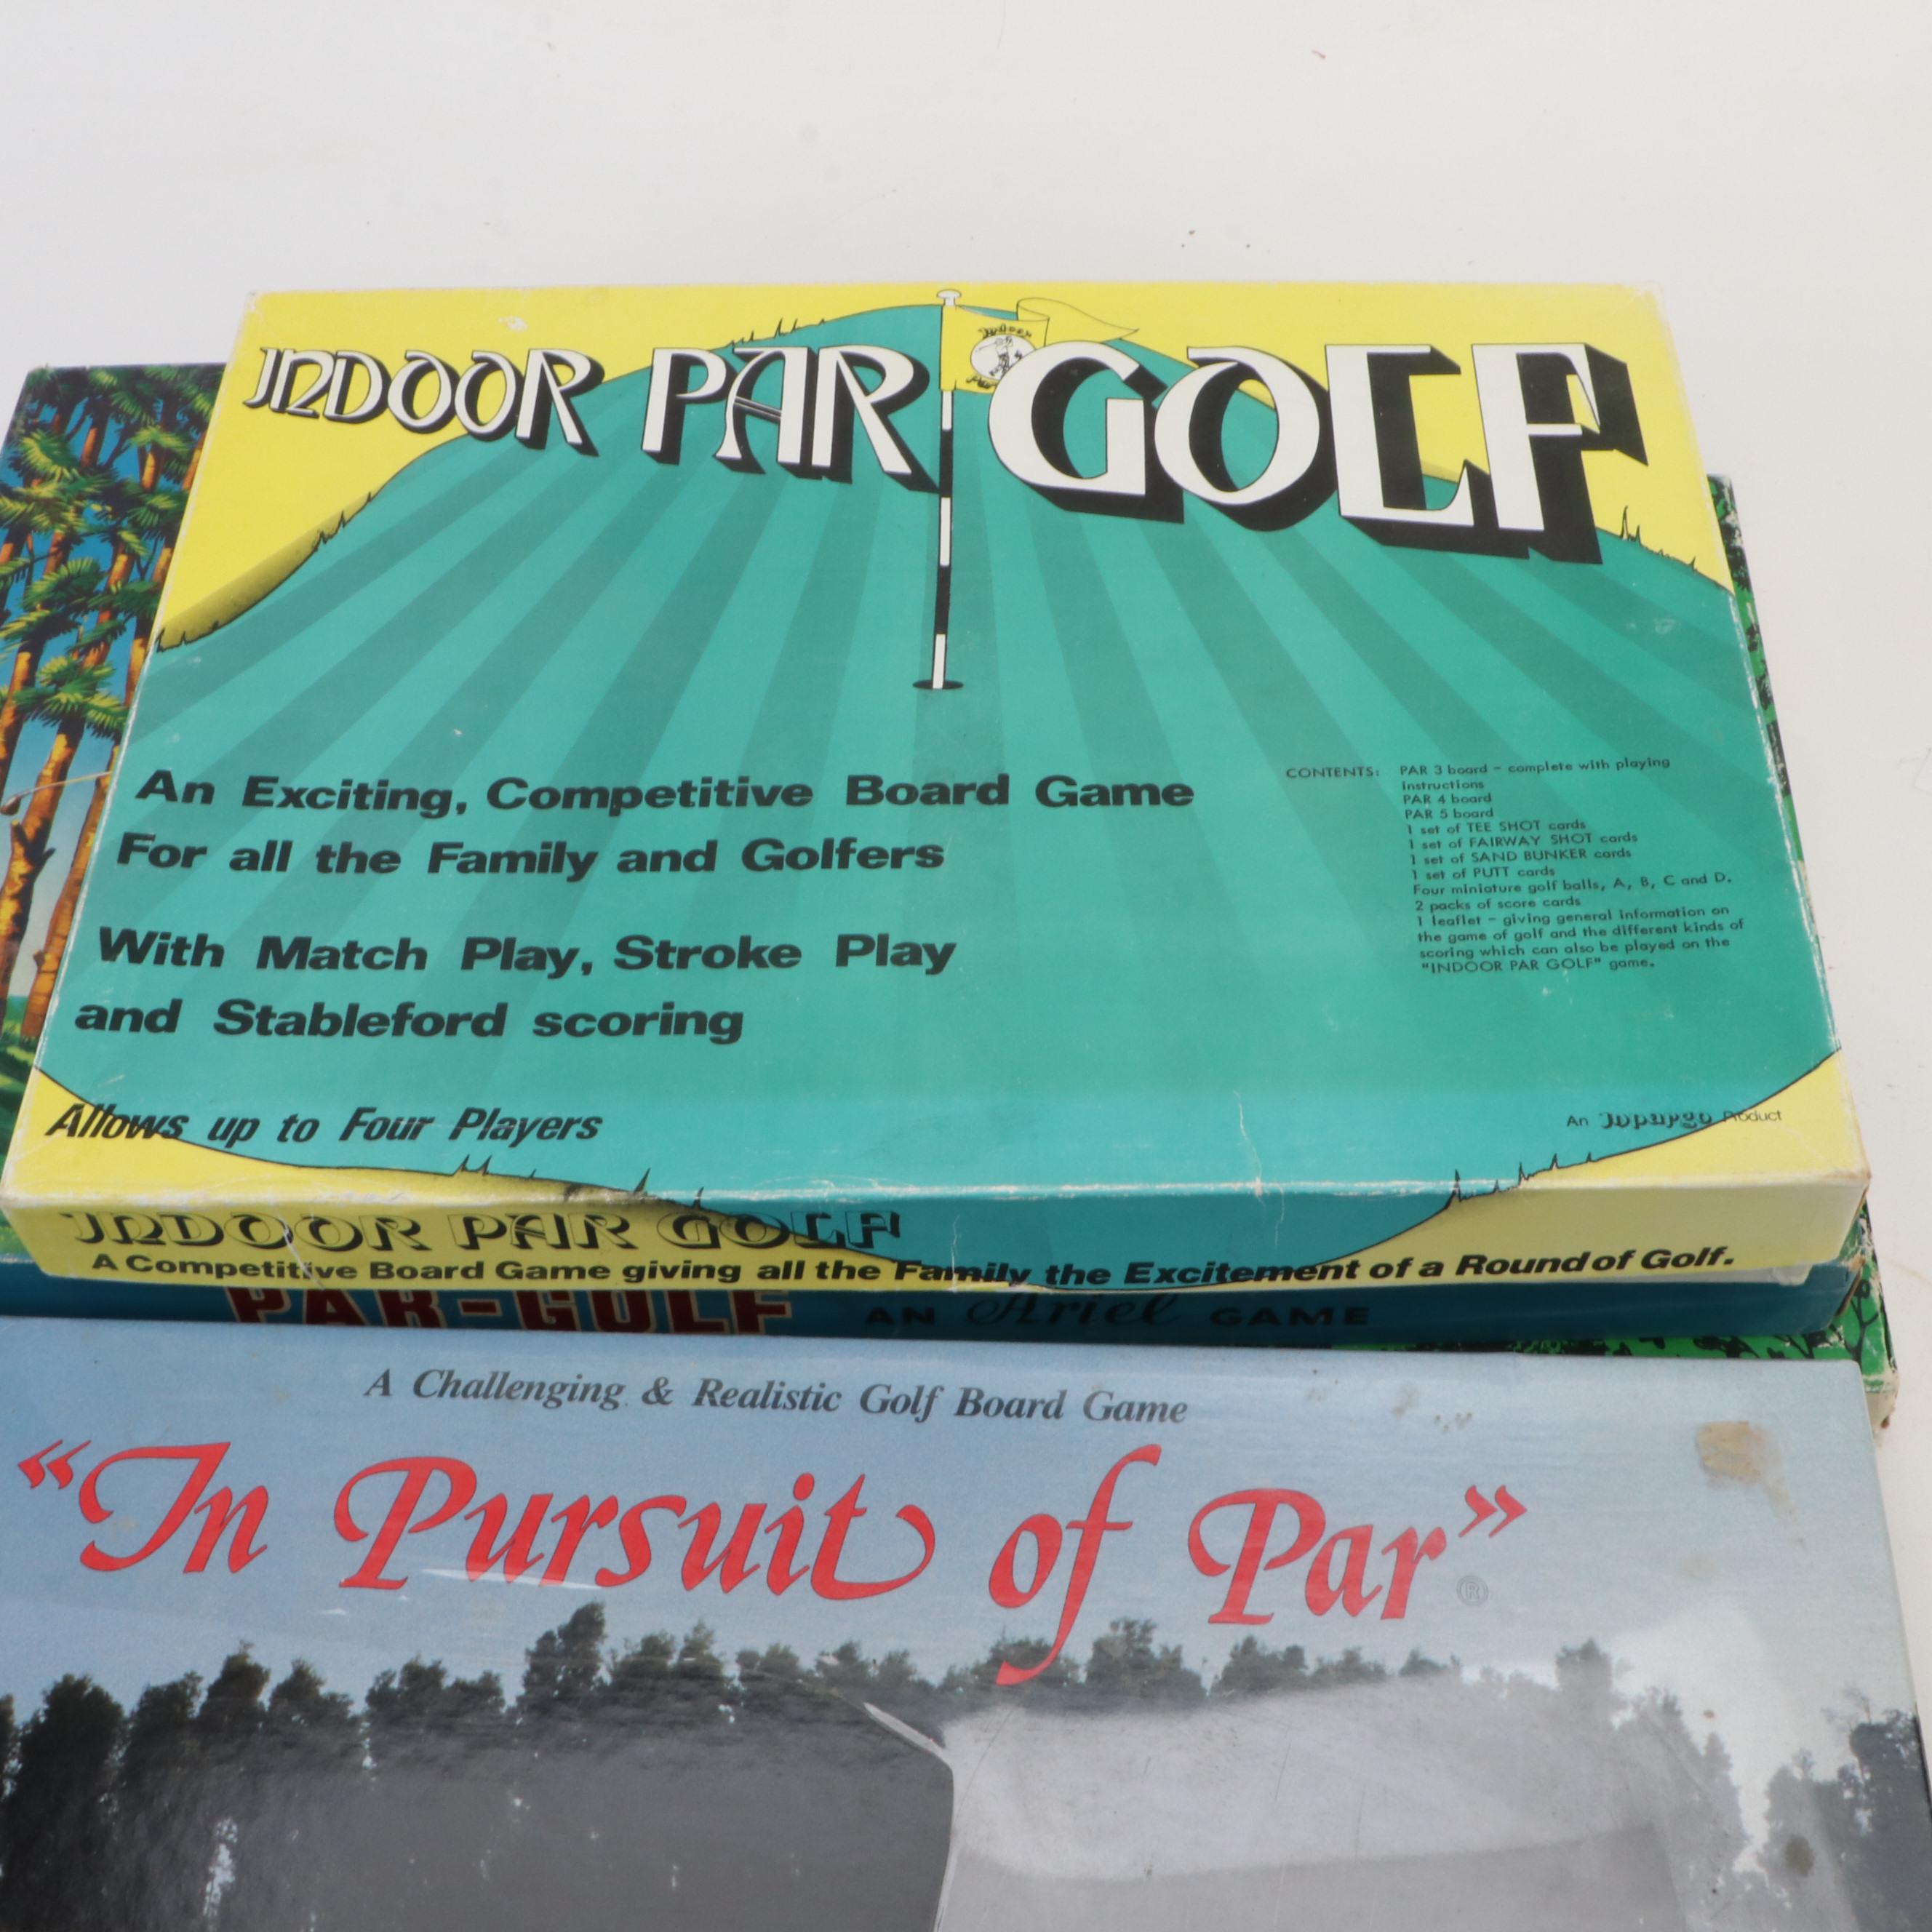 INDOOR PAR GOLF
Indoor
An Exciting, Competitive Board Game
For all the Family and Golfers
With Match Play, Stroke Play
and Stableford scoring
Allows up to Four Players
CONTENTS: PAR 3 board - complete with playing
instructions
PAR 4 board
PAR 5 board
1 set of TEE SHOT cards
1 set of FAIRWAY SHOT cards
1 set of SAND BUNKER cards
1 set of PUTT cards
Four miniature golf balls, A, B, C and D.
2 packs of score cards
1 leaflet - giving general information on
the game of golf and the different kinds of
scoring which can also be played on the
"INDOOR PAR GOLF" game.
An Inpargo Product
INDOOR PAR GOLF
A Competitive Board Game giving all the Family the Excitement of a Round of Golf.
PAR-GOLF AN Ariel GAME
A Challenging & Realistic Golf Board Game
“In Pursuit of Par” ®